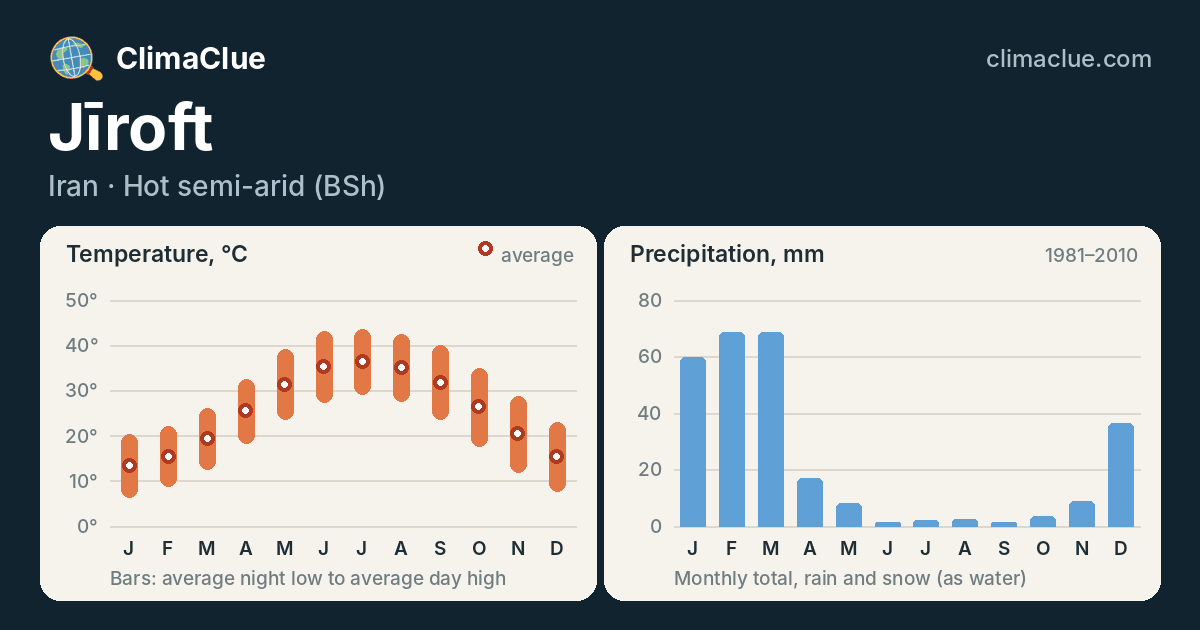 ClimaClue
climaclue.com
Jīroft
Iran · Hot semi-arid (BSh)
Temperature, °C
average
50°
40°
30°
20°
10°
0°
J F M A M J J A S O N D
Bars: average night low to average day high
Precipitation, mm
1981–2010
80
60
40
20
0
J F M A M J J A S O N D
Monthly total, rain and snow (as water)